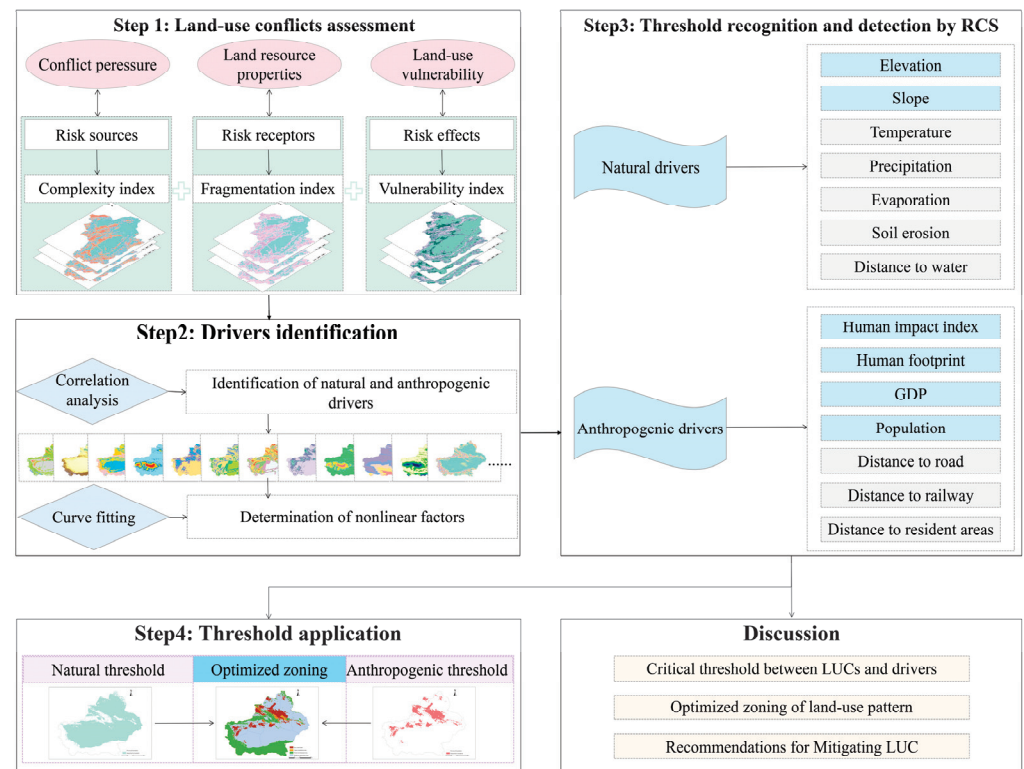 Step 1: Land-use conflicts assessment
Conflict peressure
Land resource
properties
Land-use
vulnerability
Risk sources
Risk receptors
Risk effects
Complexity index
Fragmentation index
Vulnerability index
Step2: Drivers identification
Correlation
analysis
Identification of natural and anthropogenic
drivers
......
Curve fitting
Determination of nonlinear factors
Step3: Threshold recognition and detection by RCS
Natural drivers
Elevation
Slope
Temperature
Precipitation
Evaporation
Soil erosion
Distance to water
Anthropogenic drivers
Human impact index
Human footprint
GDP
Population
Distance to road
Distance to railway
Distance to resident areas
Step4: Threshold application
Natural threshold
Optimized zoning
Anthropogenic threshold
Discussion
Critical threshold between LUCs and drivers
Optimized zoning of land-use pattern
Recommendations for Mitigating LUC